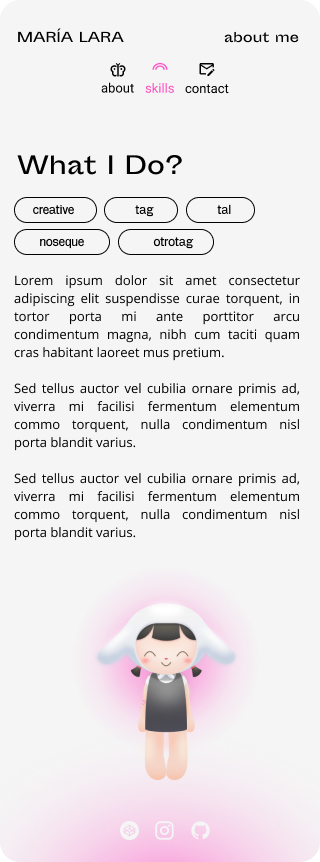 MARÍA LARA about me
about skills contact
What I Do?
creative tag tal
noseque otrotag
Lorem ipsum dolor sit amet consectetur
adipiscing elit suspendisse curae torquent, in
tortor porta mi ante porttitor arcu
condimentum magna, nibh cum taciti quam
cras habitant laoreet mus pretium.
Sed tellus auctor vel cubilia ornare primis ad,
viverra mi facilisi fermentum elementum
commo torquent, nulla condimentum nisl
porta blandit varius.
Sed tellus auctor vel cubilia ornare primis ad,
viverra mi facilisi fermentum elementum
commo torquent, nulla condimentum nisl
porta blandit varius.